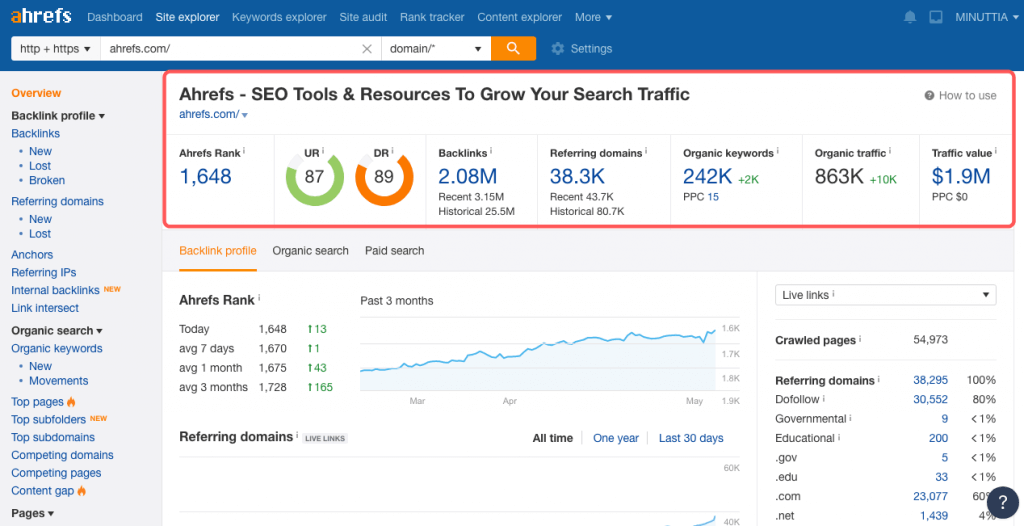 ahrefs Dashboard Site explorer Keywords explorer Site audit Rank tracker Content explorer More MINUTTIA
http + https ahrefs.com/ domain/* Settings
Overview
Backlink profile
Backlinks
• New
• Lost
• Broken
Referring domains
• New
• Lost
Anchors
Referring IPs
Internal backlinks NEW
Link intersect
Organic search
Organic keywords
• New
• Movements
Top pages
Top subfolders NEW
Top subdomains
Competing domains
Competing pages
Content gap
Pages
Ahrefs - SEO Tools & Resources To Grow Your Search Traffic
? How to use
ahrefs.com/
Ahrefs Rank i
1,648
UR i
87
DR i
89
Backlinks i
2.08M
Recent 3.15M
Historical 25.5M
Referring domains i
38.3K
Recent 43.7K
Historical 80.7K
Organic keywords i
242K +2K
PPC 15
Organic traffic i
863K +10K
Traffic value i
$1.9M
PPC $0
Backlink profile Organic search Paid search
Ahrefs Rank i
Today 1,648 ↑13
avg 7 days 1,670 ↑1
avg 1 month 1,675 ↑43
avg 3 months 1,728 ↑165
Past 3 months
1.6K
1.7K
1.8K
1.9K
Mar Apr May
Referring domains i LIVE LINKS
All time One year Last 30 days
60K
40K
Live links i
Crawled pages i 54,973
Referring domains i 38,295 100%
Dofollow i 30,552 80%
Governmental i 9 <1%
Educational i 200 <1%
.gov 5 <1%
.edu 33 <1%
.com 23,077 60%
.net 1,439 4%
?